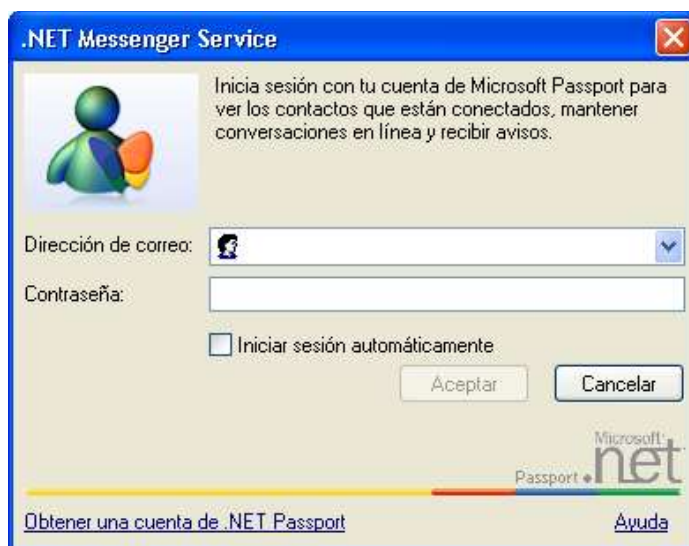 .NET Messenger Service
Inicia sesión con tu cuenta de Microsoft Passport para
ver los contactos que están conectados, mantener
conversaciones en línea y recibir avisos.
Dirección de correo:
Contraseña:
Iniciar sesión automáticamente
Aceptar
Cancelar
Microsoft
Passport .net
Obtener una cuenta de .NET Passport
Ayuda